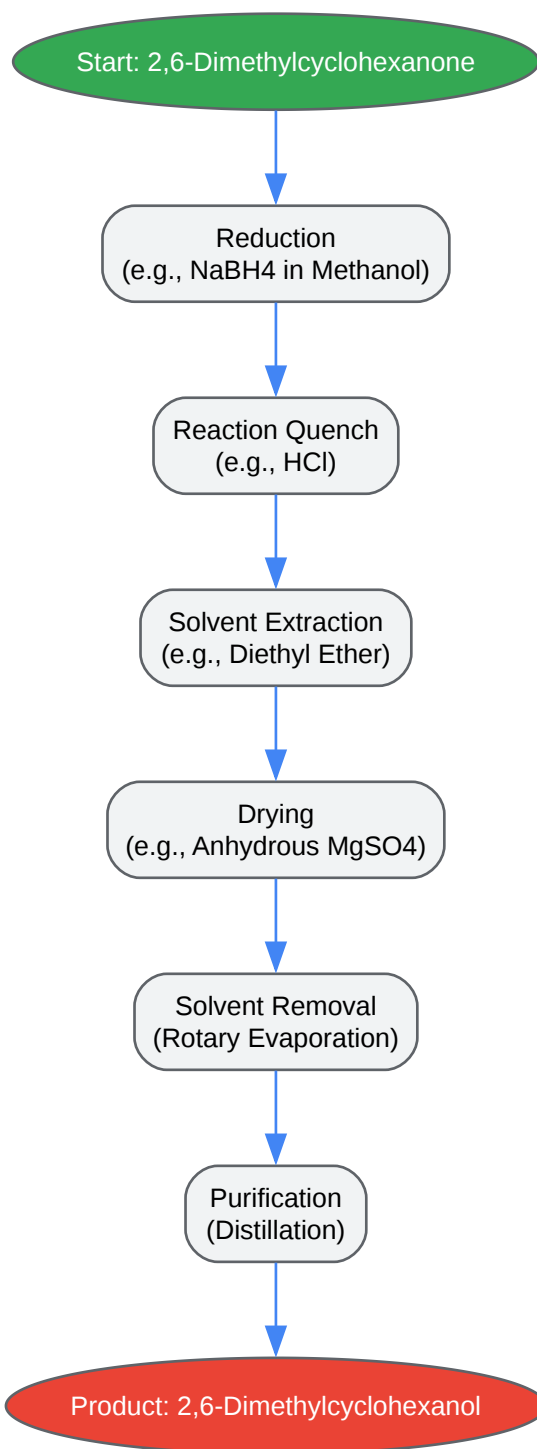 Start: 2,6-Dimethylcyclohexanone
Reduction
(e.g., NaBH4 in Methanol)
Reaction Quench
(e.g., HCl)
Solvent Extraction
(e.g., Diethyl Ether)
Drying
(e.g., Anhydrous MgSO4)
Solvent Removal
(Rotary Evaporation)
Purification
(Distillation)
Product: 2,6-Dimethylcyclohexanol